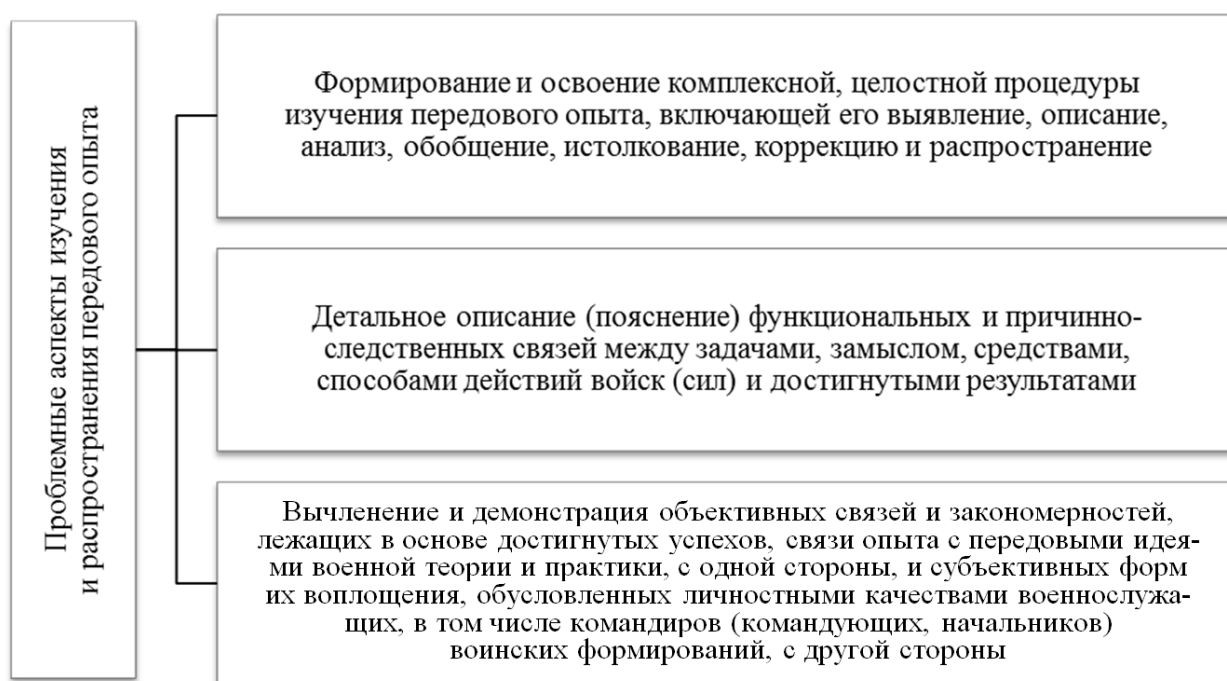 Проблемные аспекты изучения
и распространения передового опыта
Формирование и освоение комплексной, целостной процедуры
изучения передового опыта, включающей его выявление, описание,
анализ, обобщение, истолкование, коррекцию и распространение
Детальное описание (пояснение) функциональных и причинно-
следственных связей между задачами, замыслом, средствами,
способами действий войск (сил) и достигнутыми результатами
Вычленение и демонстрация объективных связей и закономерностей,
лежащих в основе достигнутых успехов, связи опыта с передовыми идея-
ми военной теории и практики, с одной стороны, и субъективных форм
их воплощения, обусловленных личностными качествами военнослужа-
щих, в том числе командиров (командующих, начальников)
воинских формирований, с другой стороны